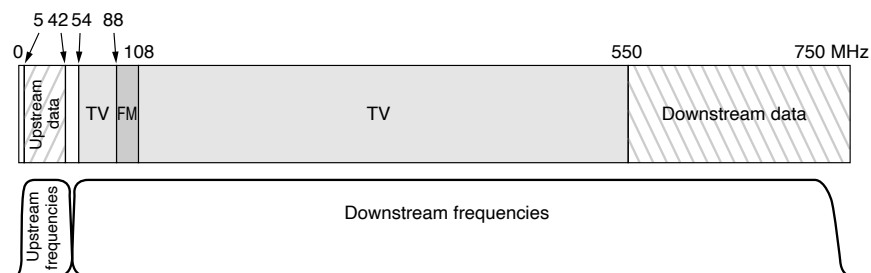 5 42 54 88
0 108 550 750 MHz
Upstream
data
TV FM TV Downstream data
Upstream
frequencies
Downstream frequencies